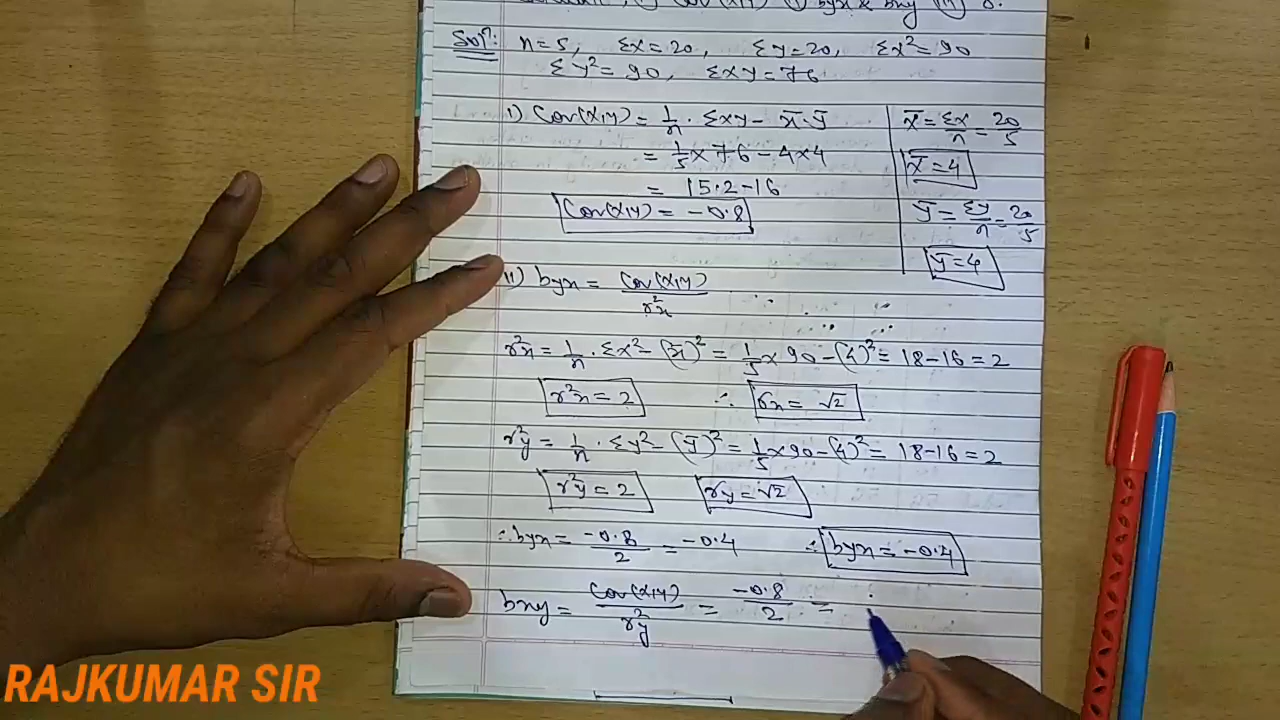 Cov(x,y) byx & bxy
Solⁿ: n=5, Σx=20, Σy=20, Σx²=90
Σy²=90, Σxy=76
i) Cov(x,y) = 1/n · Σxy − x̄·ȳ
= 1/5 × 76 − 4×4
= 15.2−16
Cov(x,y) = −0.8
x̄ = Σx/n = 20/5
x̄ = 4
ȳ = Σy/n = 20/5
ȳ = 4
ii) byx = Cov(x,y)/σ²x
σ²x = 1/n · Σx² − (x̄)² = 1/5 × 90 − (4)² = 18−16 = 2
σ²x = 2 ∴ σx = √2
σ²y = 1/n · Σy² − (ȳ)² = 1/5 × 90 − (4)² = 18−16 = 2
σ²y = 2 σy = √2
∴ byx = −0.8/2 = −0.4 ∴ byx = −0.4
bxy = Cov(x,y)/σ²y = −0.8/2 =
RAJKUMAR SIR